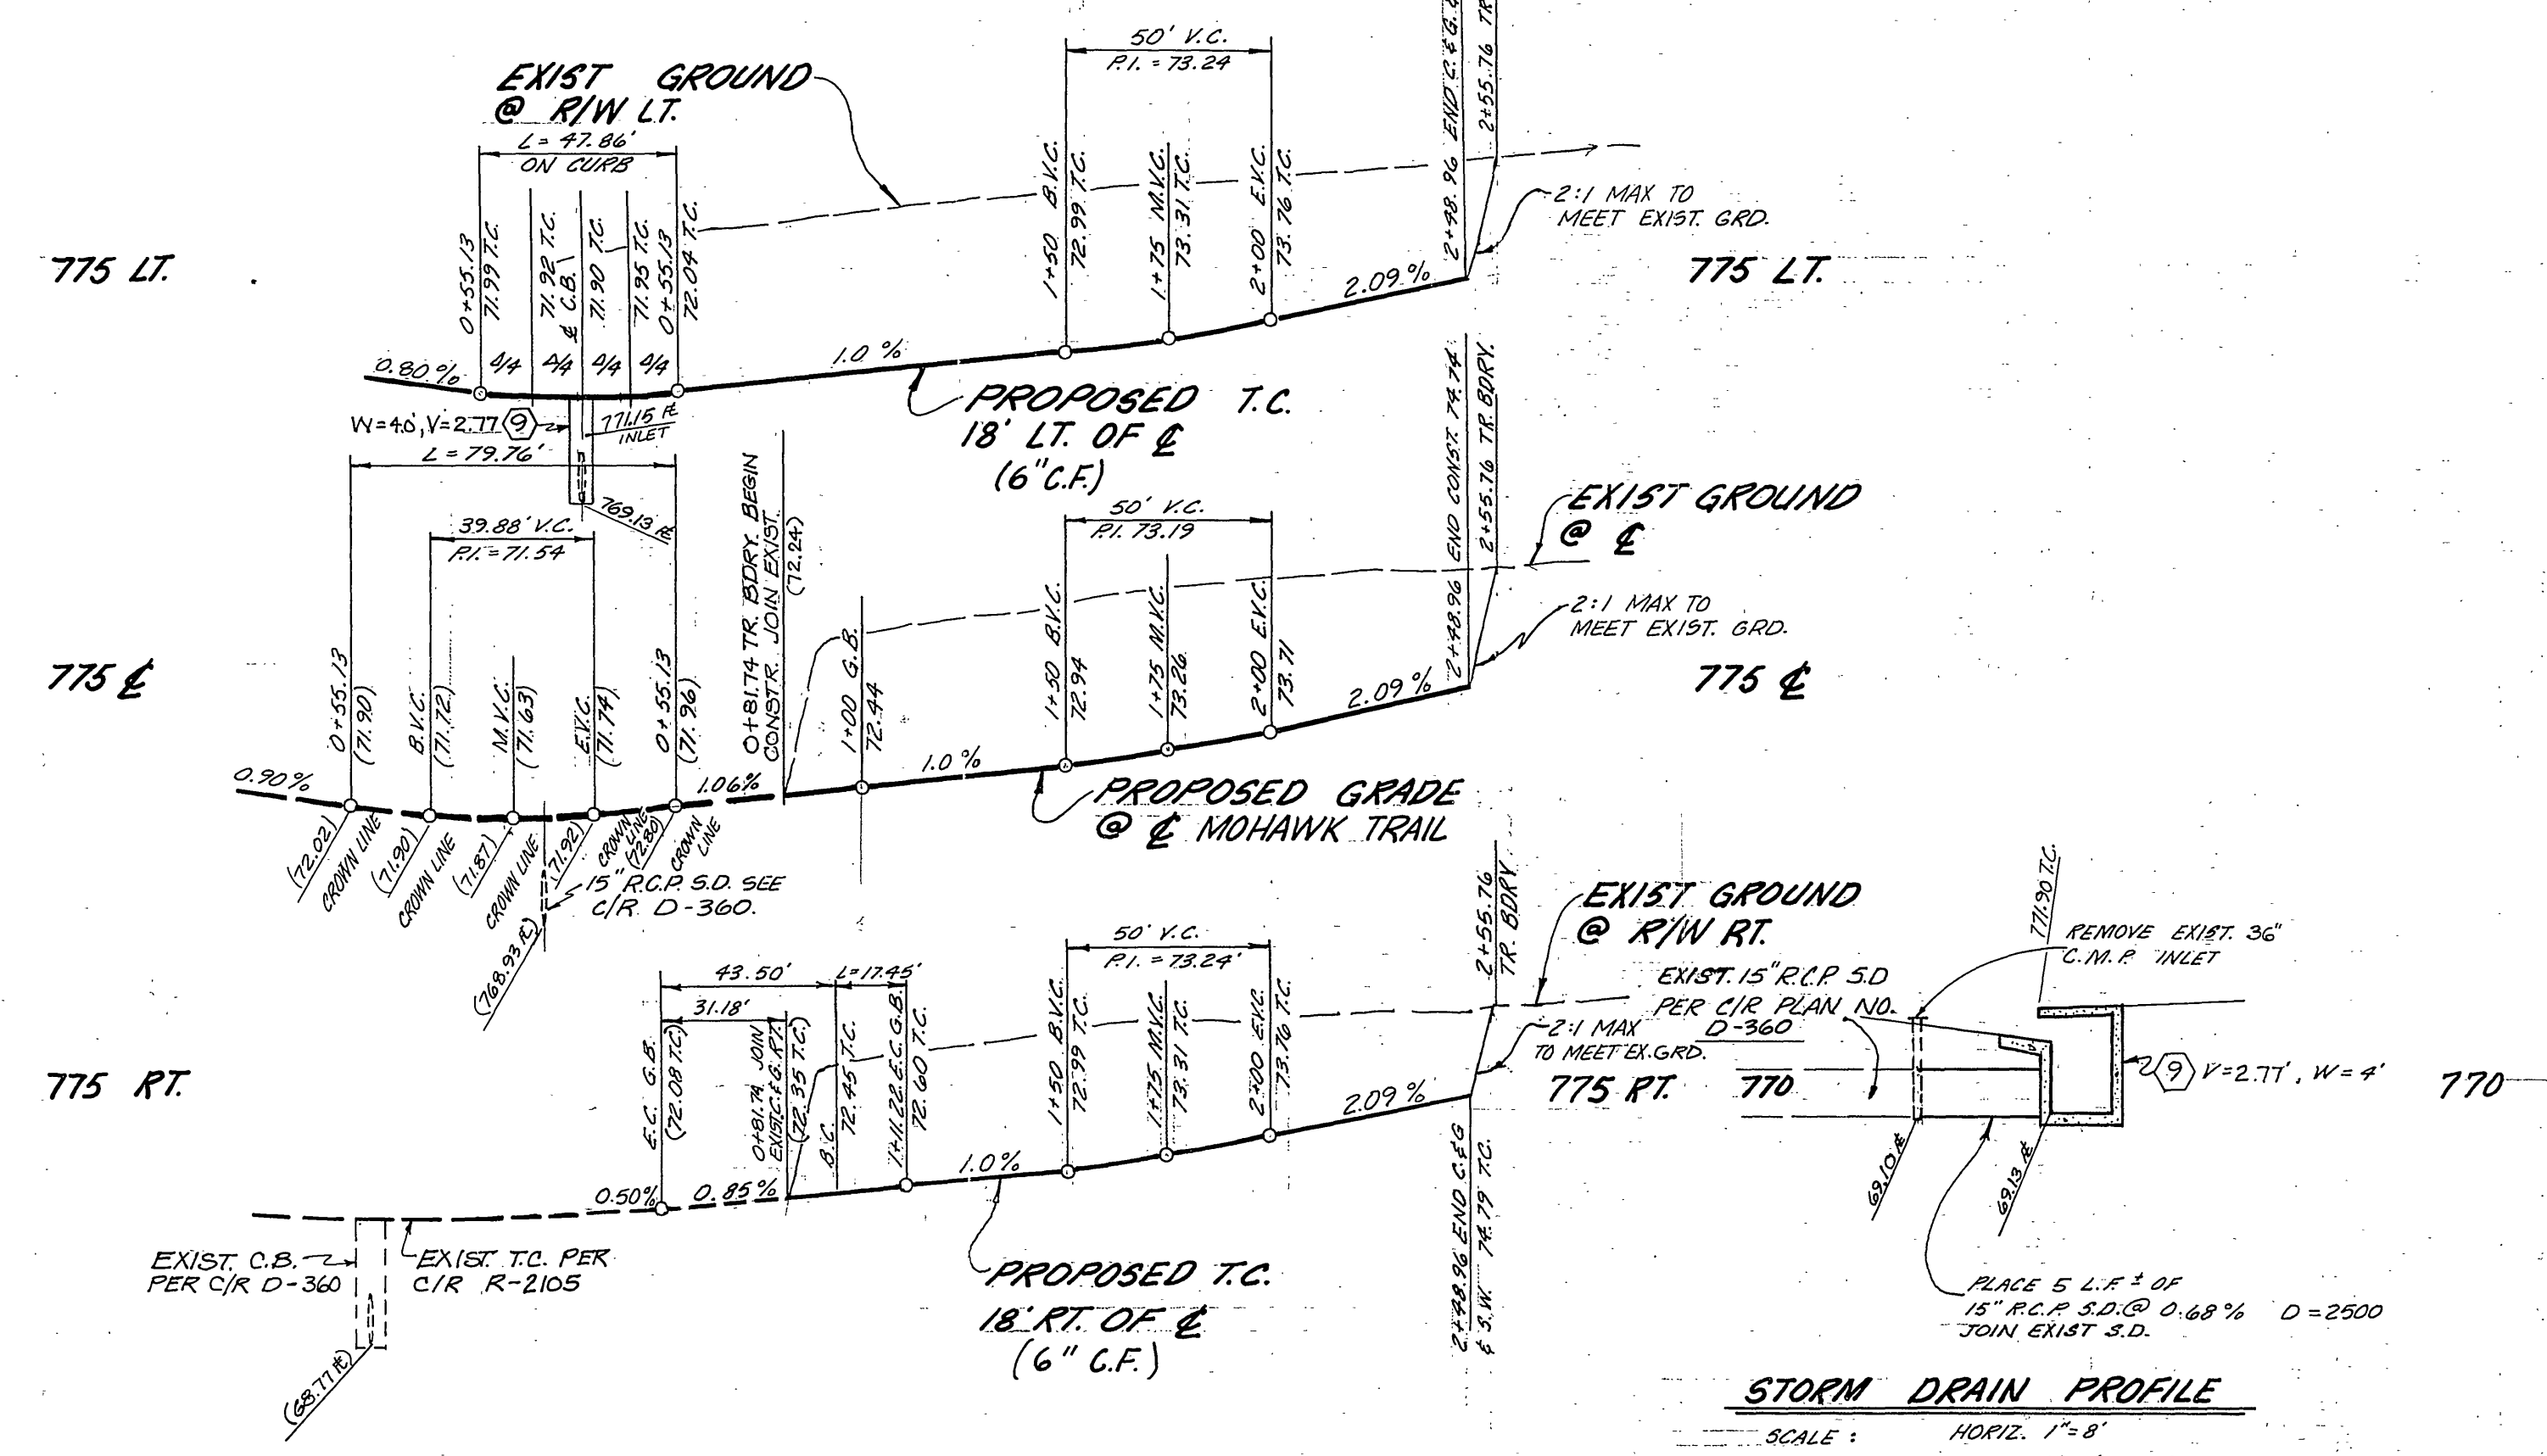 EXIST GROUND
@ R/W LT.
L = 47.86'
ON CURB
0+55.13
71.99 T.C.
71.92 T.C.
℄ C.B.
71.90 T.C.
71.95 T.C.
0+55.13
72.04 T.C.
50' V.C.
P.I. = 73.24
1+50 B.V.C.
72.99 T.C.
1+75 M.V.C.
73.31 T.C.
2+00 E.V.C.
73.76 T.C.
2+48.96 END C.&G.
2+55.76 TR
2:1 MAX TO
MEET EXIST. GRD.
775 LT.
775 LT.
0.80%
Δ/4 Δ/4 Δ/4 Δ/4
1.0 %
2.09 %
PROPOSED T.C.
18' LT. OF ℄
(6" C.F.)
W=4.0', V=2.77 9
771.15 ℄
INLET
769.13 ℄
L = 79.76'
39.88' V.C.
P.I. = 71.54
0+55.13
(71.90)
B.V.C.
(71.72)
M.V.C.
(71.63)
E.V.C.
(71.74)
0+55.13
(71.96)
0+81.74 TR. BDRY. BEGIN
CONSTR. JOIN EXIST.
(72.24)
1+00 G.B.
72.44
50' V.C.
P.I. 73.19
1+50 B.V.C.
72.94
1+75 M.V.C.
73.26
2+00 E.V.C.
73.71
2+48.96 END CONST. 74.74
2+55.76 TR. BDRY.
EXIST GROUND
@ ℄
2:1 MAX TO
MEET EXIST. GRD.
775 ℄
775 ℄
0.90%
1.06%
1.0 %
2.09 %
PROPOSED GRADE
@ ℄ MOHAWK TRAIL
(72.02)
CROWN LINE
(71.90)
CROWN LINE
(71.87)
CROWN LINE
(71.92)
CROWN
LINE
(72.80)
CROWN
LINE
15" R.C.P. S.D. SEE
C/R D-360.
(768.93 ℄)
43.50'
L=17.45'
31.18'
E.C. G.B.
(72.08 T.C.)
0+81.74 JOIN
EXIST. C.&G. RT.
(72.35 T.C.)
B.C.
72.45 T.C.
1+11.22 E.C. G.B.
72.60 T.C.
50' V.C.
P.I. = 73.24'
1+50 B.V.C.
72.99 T.C.
1+75 M.V.C.
73.31 T.C.
2+00 E.V.C.
73.76 T.C.
2+55.76
TR. BDRY
EXIST GROUND
@ R/W RT.
2:1 MAX
TO MEET EX. GRD.
775 RT.
775 RT.
0.50%
0.85%
1.0%
2.09 %
2+48.96 END C.&G
& S.W. 74.79 T.C.
EXIST. C.B.
PER C/R D-360
EXIST. T.C. PER
C/R R-2105
(68.77 ℄)
PROPOSED T.C.
18' RT. OF ℄
(6" C.F.)
EXIST. 15" R.C.P. S.D
PER C/R PLAN NO.
D-360
771.90 T.C.
REMOVE EXIST. 36"
C.M.P. INLET
770
9 V=2.77', W=4'
770
69.10 ℄
69.13 ℄
PLACE 5 L.F. ± OF
15" R.C.P. S.D. @ 0.68% D=2500
JOIN EXIST S.D.
STORM DRAIN PROFILE
SCALE : HORIZ. 1"=8'